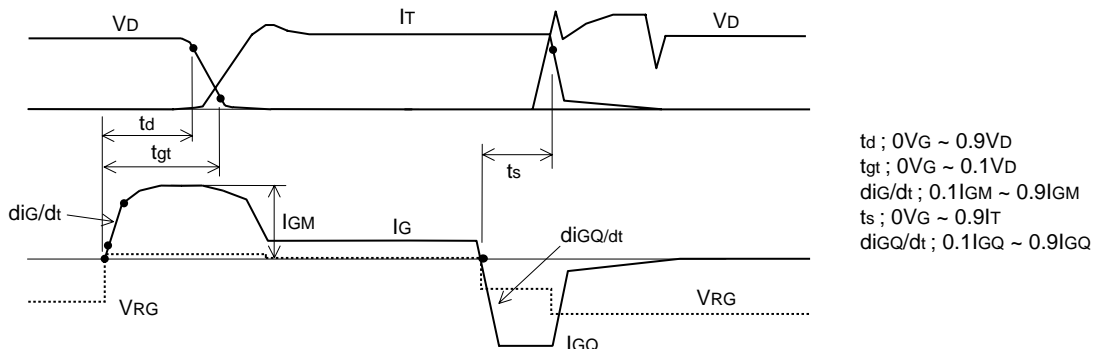 VD
IT
VD
td
tgt
ts
diG/dt
IGM
IG
diGQ/dt
VRG
VRG
IGQ
td ; 0VG ~ 0.9VD
tgt ; 0VG ~ 0.1VD
diG/dt ; 0.1IGM ~ 0.9IGM
ts ; 0VG ~ 0.9IT
diGQ/dt ; 0.1IGQ ~ 0.9IGQ